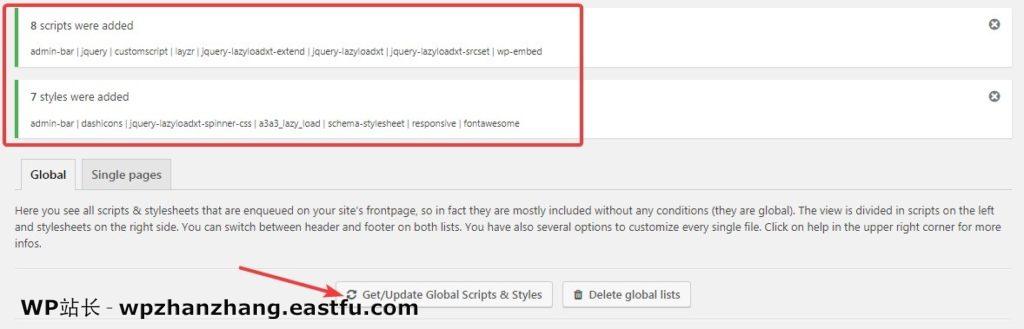 8 scripts were added
admin-bar | jquery | customscript | layzr | jquery-lazyloadxt-extend | jquery-lazyloadxt | jquery-lazyloadxt-srcset | wp-embed
7 styles were added
admin-bar | dashicons | jquery-lazyloadxt-spinner-css | a3a3_lazy_load | schema-stylesheet | responsive | fontawesome
Global Single pages
Here you see all scripts & stylesheets that are enqueued on your site's frontpage, so in fact they are mostly included without any conditions (they are global). The view is divided in scripts on the left
and stylesheets on the right side. You can switch between header and footer on both lists. You have also several options to customize every single file. Click on help in the upper right corner for more
infos.
Get/Update Global Scripts & Styles Delete global lists
WP站长 - wpzhanzhang.eastfu.com